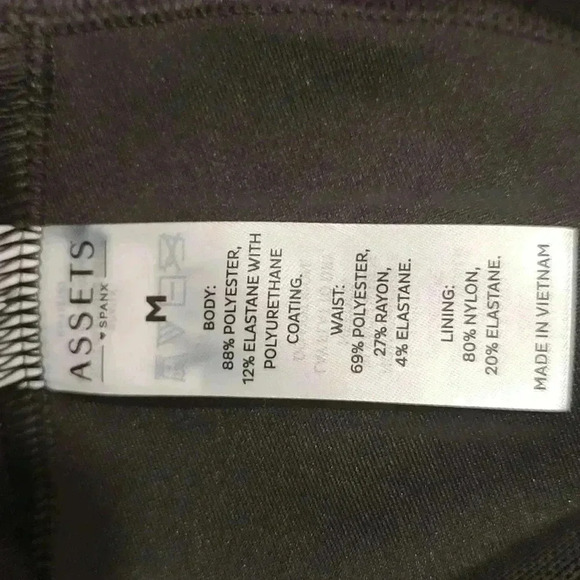 ASSETS
♥SPANX
M
BODY:
88% POLYESTER,
12% ELASTANE WITH
POLYURETHANE
COATING.
WAIST:
69% POLYESTER,
27% RAYON,
4% ELASTANE.
LINING:
80% NYLON,
20% ELASTANE.
MADE IN VIETNAM